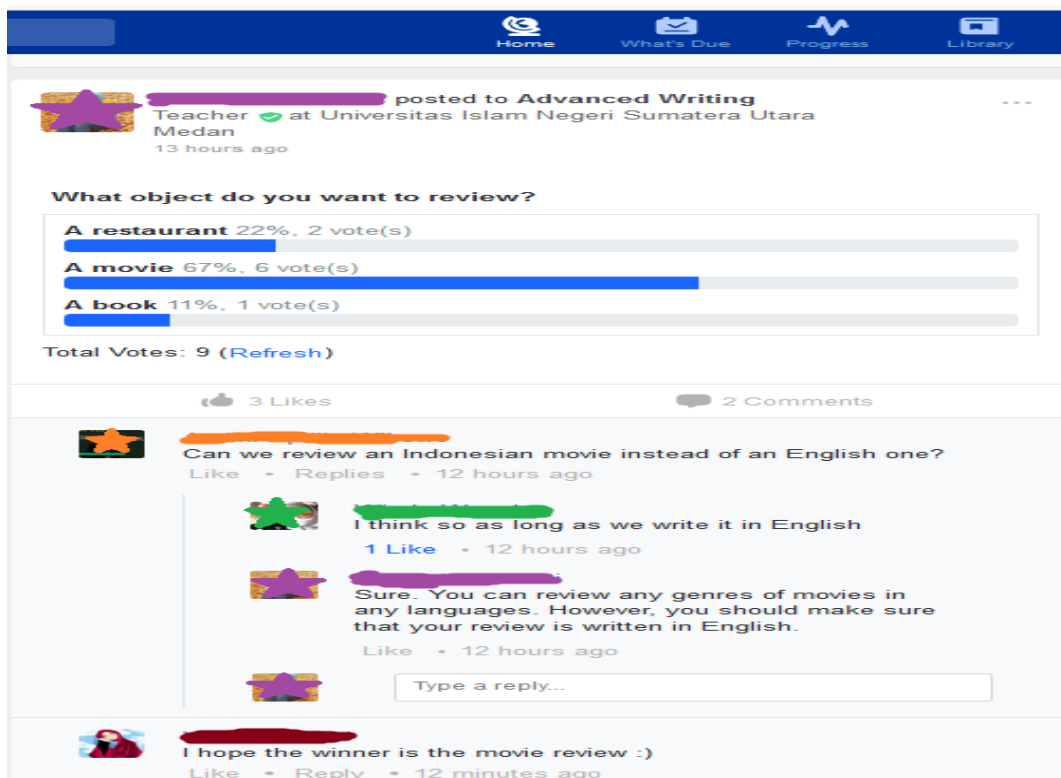 Home What's Due Progress Library
posted to Advanced Writing
Teacher at Universitas Islam Negeri Sumatera Utara
Medan
13 hours ago
What object do you want to review?
A restaurant 22%, 2 vote(s)
A movie 67%, 6 vote(s)
A book 11%, 1 vote(s)
Total Votes: 9 (Refresh)
3 Likes 2 Comments
Can we review an Indonesian movie instead of an English one?
Like • Replies • 12 hours ago
I think so as long as we write it in English
1 Like • 12 hours ago
Sure. You can review any genres of movies in
any languages. However, you should make sure
that your review is written in English.
Like • 12 hours ago
Type a reply...
I hope the winner is the movie review :)
Like • Reply • 12 minutes ago